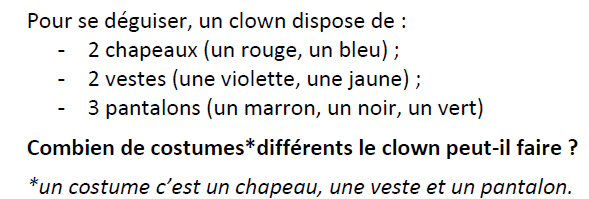 Pour se déguiser, un clown dispose de :
- 2 chapeaux (un rouge, un bleu) ;
- 2 vestes (une violette, une jaune) ;
- 3 pantalons (un marron, un noir, un vert)
Combien de costumes*différents le clown peut-il faire ?
*un costume c’est un chapeau, une veste et un pantalon.